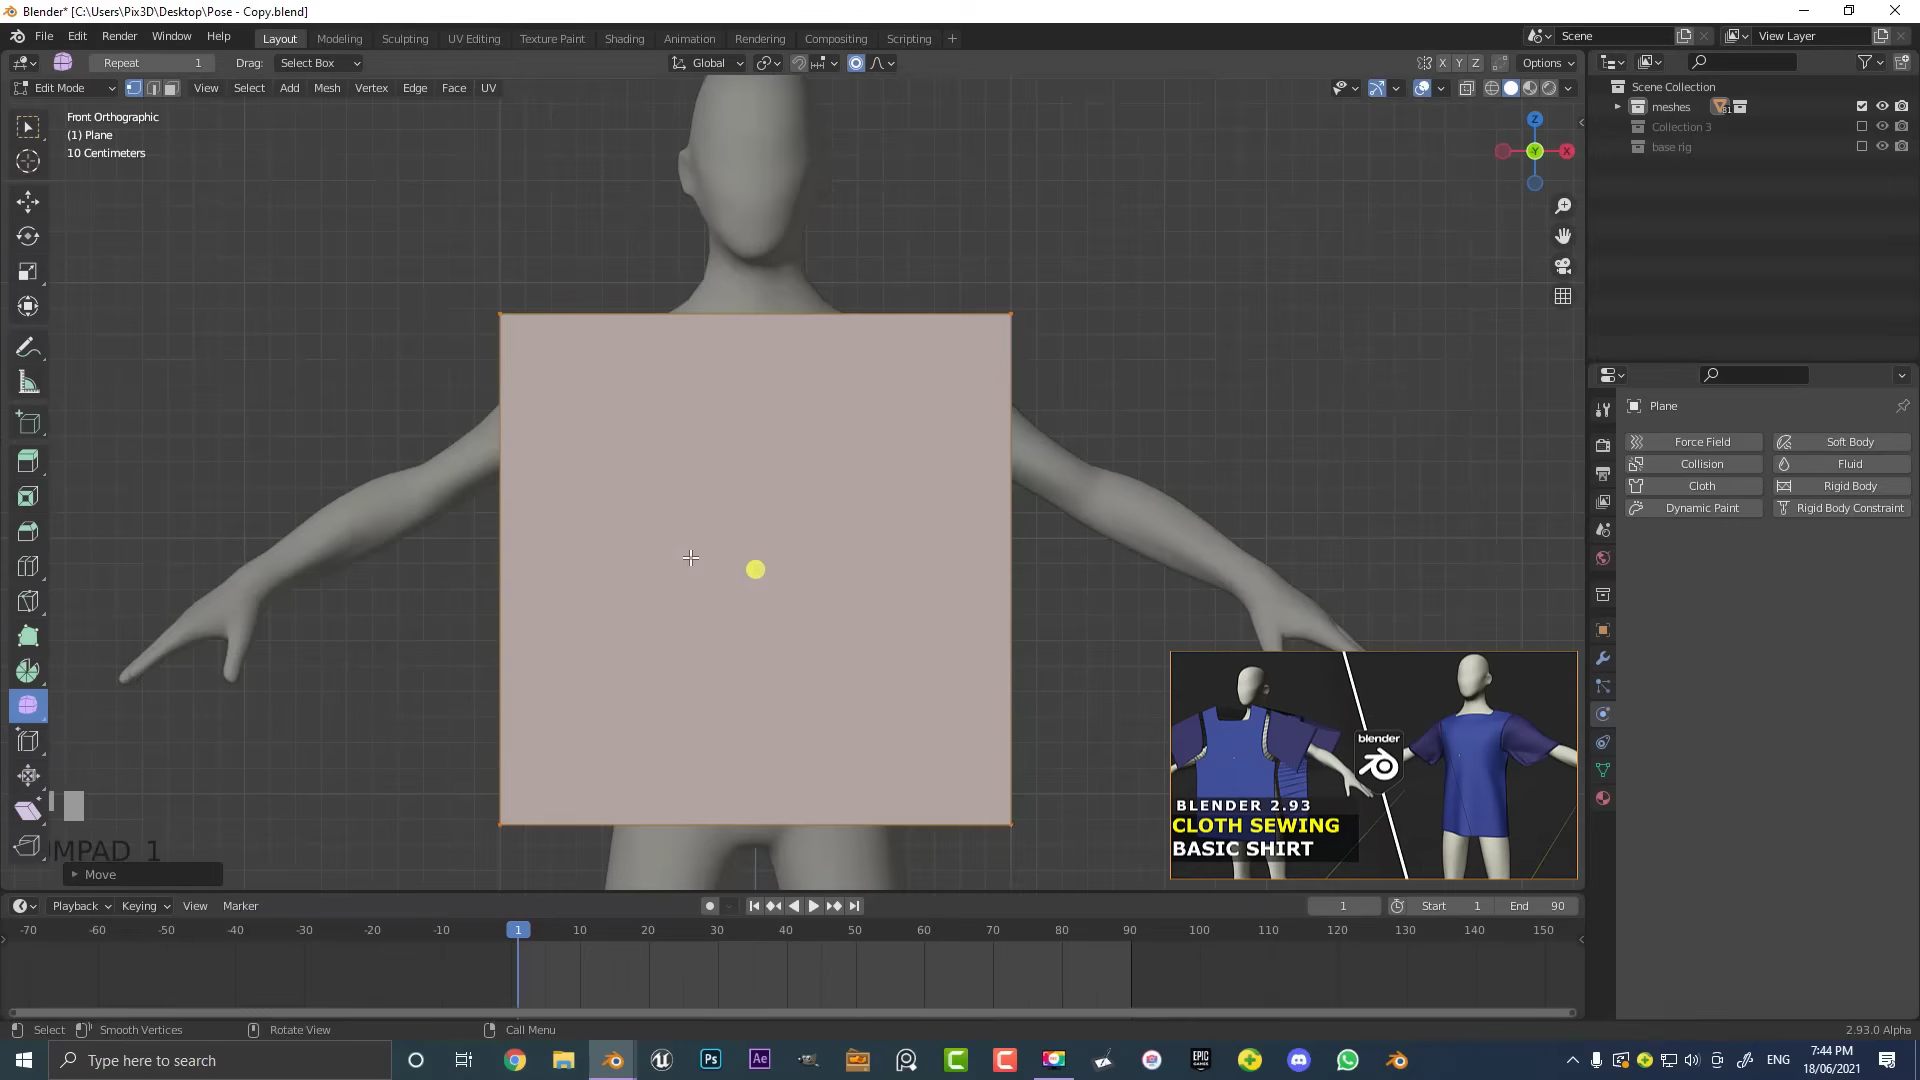 Blender* [C:\Users\Pix3D\Desktop\Pose - Copy.blend]
File Edit Render Window Help
Layout Modeling Sculpting UV Editing Texture Paint Shading Animation Rendering Compositing Scripting
Scene
View Layer
Repeat 1
Drag: Select Box
Global
X Y Z
Options
Edit Mode
View Select Add Mesh Vertex Edge Face UV
Front Orthographic
(1) Plane
10 Centimeters
Z
Y
X
Scene Collection
meshes
81
Collection 3
base rig
Plane
Force Field
Soft Body
Collision
Fluid
Cloth
Rigid Body
Dynamic Paint
Rigid Body Constraint
blender
BLENDER 2.93
CLOTH SEWING
BASIC SHIRT
MPAD 1
Move
Playback Keying View Marker
1
Start 1
End 90
-70 -60 -50 -40 -30 -20 -10 1 10 20 30 40 50 60 70 80 90 100 110 120 130 140 150
Select Smooth Vertices Rotate View Call Menu
2.93.0 Alpha
Type here to search
Ps
Ae
EPIC GAMES
ENG
7:44 PM
18/06/2021